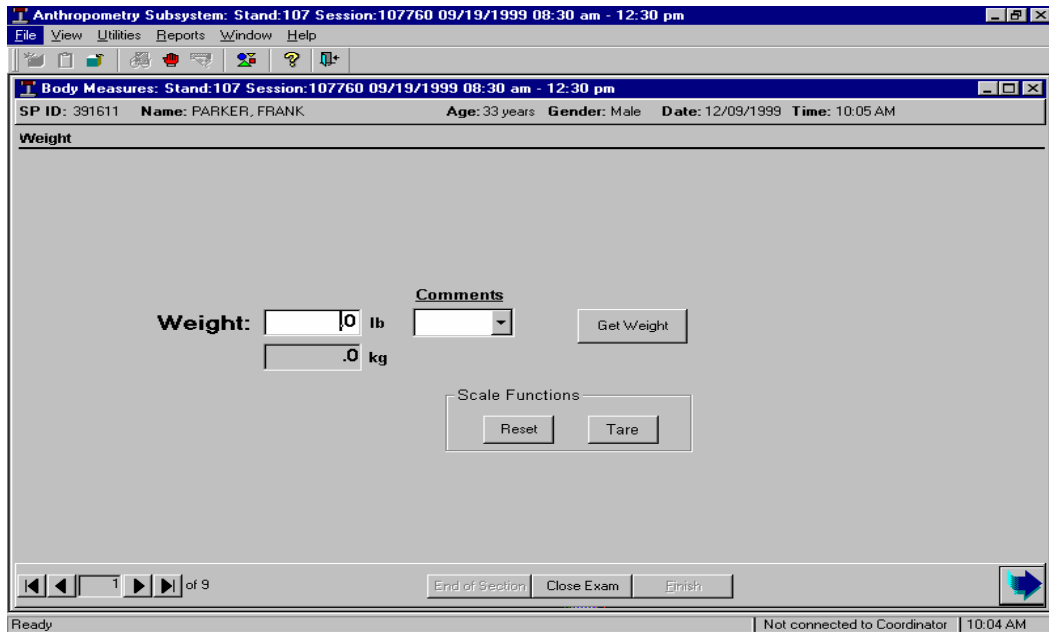 Anthropometry Subsystem: Stand:107 Session:107760 09/19/1999 08:30 am - 12:30 pm
File View Utilities Reports Window Help
Body Measures: Stand:107 Session:107760 09/19/1999 08:30 am - 12:30 pm
SP ID: 391611 Name: PARKER, FRANK Age: 33 years Gender: Male Date: 12/09/1999 Time: 10:05 AM
Weight
Comments
Weight: .0 lb Get Weight
.0 kg
Scale Functions
Reset Tare
1 of 9 End of Section Close Exam Finish
Ready Not connected to Coordinator 10:04 AM